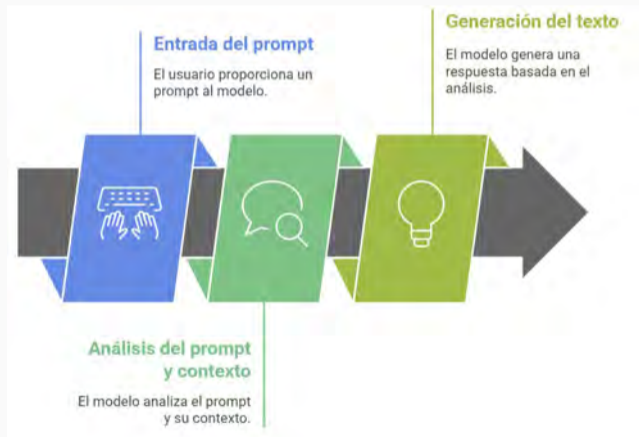 Entrada del prompt
El usuario proporciona un
prompt al modelo.
Análisis del prompt
y contexto
El modelo analiza el prompt
y su contexto.
Generación del texto
El modelo genera una
respuesta basada en el
análisis.